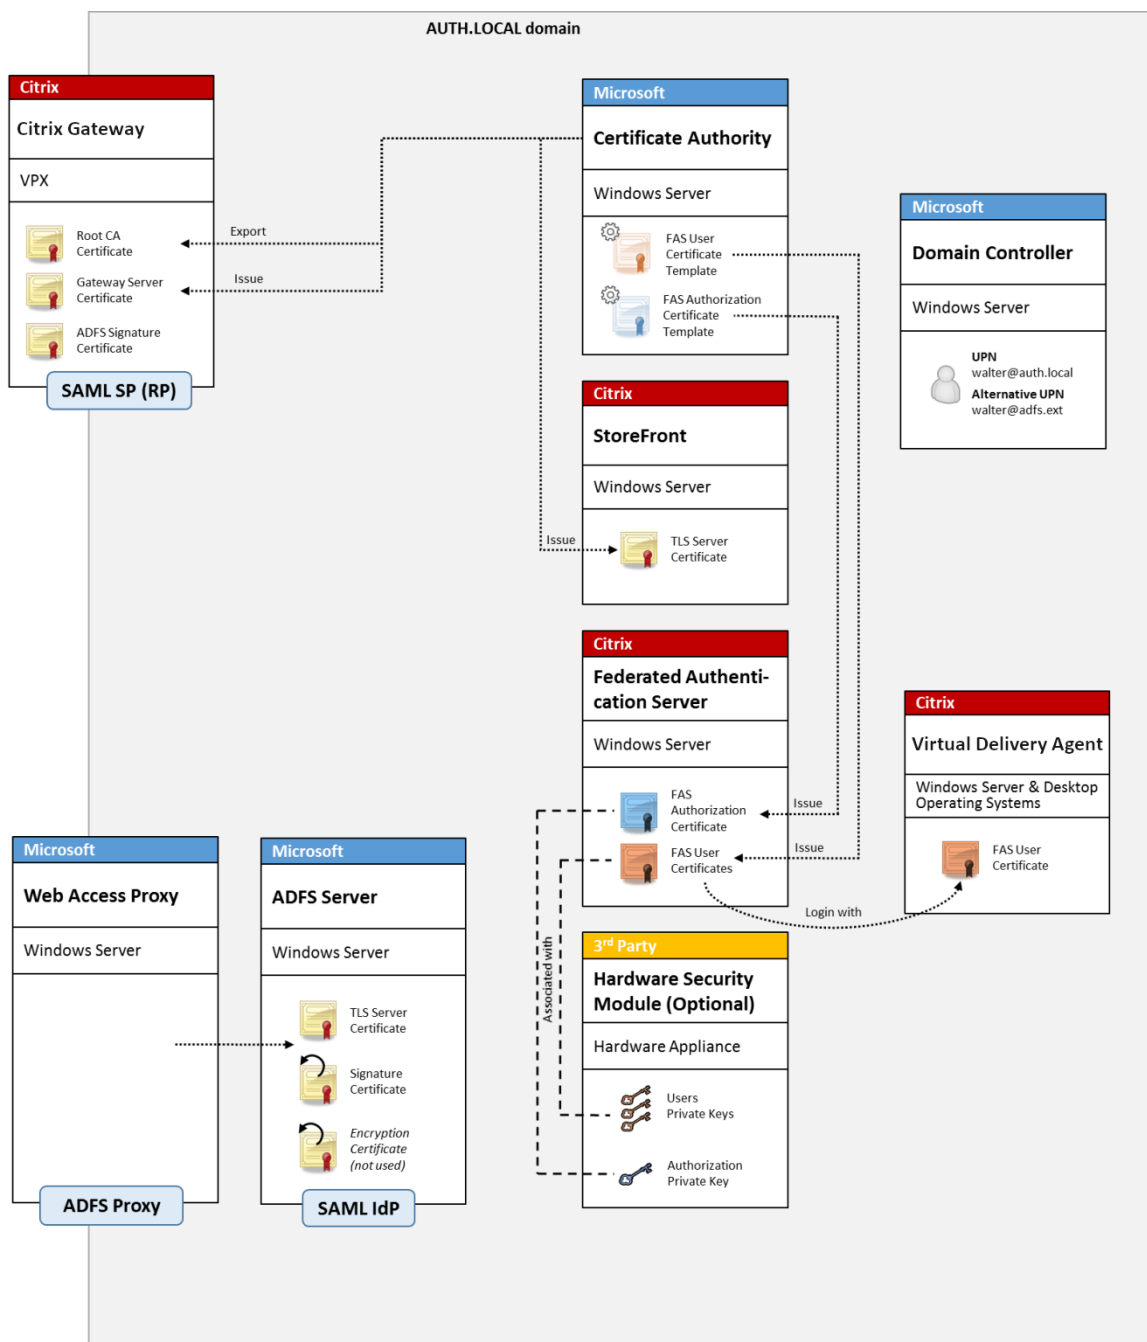 AUTH.LOCAL domain
Citrix
Citrix Gateway
VPX
Root CA
Certificate
Gateway Server
Certificate
ADFS Signature
Certificate
SAML SP (RP)
Export
Issue
Microsoft
Certificate Authority
Windows Server
FAS User
Certificate
Template
FAS Authorization
Certificate
Template
Microsoft
Domain Controller
Windows Server
UPN
walter@auth.local
Alternative UPN
walter@adfs.ext
Citrix
StoreFront
Windows Server
Issue
TLS Server
Certificate
Citrix
Federated Authenti-
cation Server
Windows Server
FAS
Authorization
Certificate
FAS User
Certificates
Issue
Issue
Citrix
Virtual Delivery Agent
Windows Server & Desktop
Operating Systems
FAS User
Certificate
Login with
Associated with
Microsoft
Web Access Proxy
Windows Server
ADFS Proxy
Microsoft
ADFS Server
Windows Server
TLS Server
Certificate
Signature
Certificate
Encryption
Certificate
(not used)
SAML IdP
3rd Party
Hardware Security
Module (Optional)
Hardware Appliance
Users
Private Keys
Authorization
Private Key